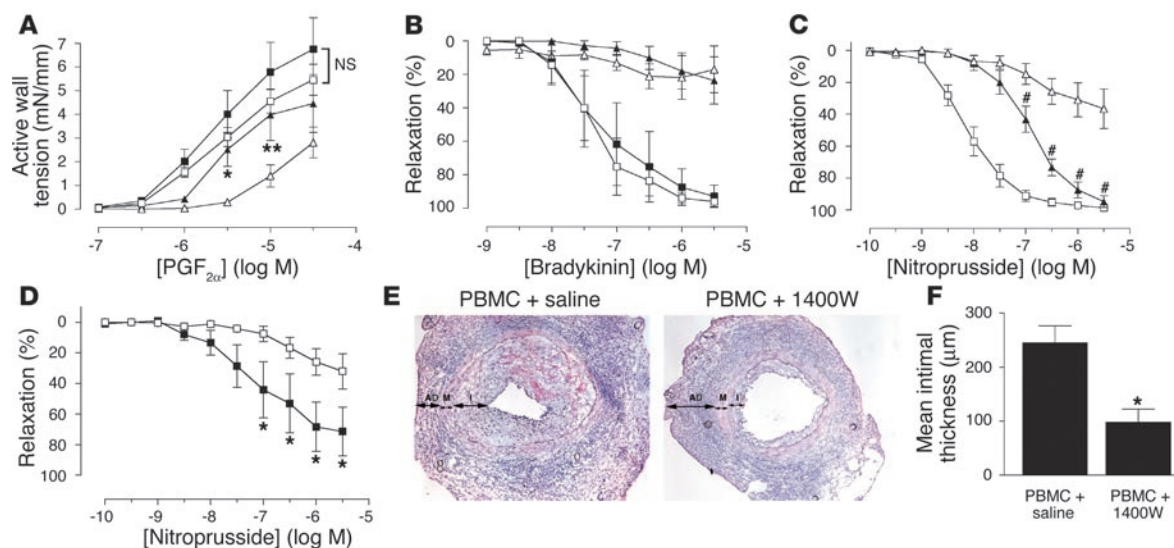 A
Active wall
tension (mN/mm)
7
6
5
4
3
2
1
0
NS
*
**
-7 -6 -5 -4
[PGF2α] (log M)
B
Relaxation (%)
0
20
40
60
80
100
-9 -8 -7 -6 -5
[Bradykinin] (log M)
C
Relaxation (%)
0
20
40
60
80
100
#
#
#
#
-10 -9 -8 -7 -6 -5
[Nitroprusside] (log M)
D
Relaxation (%)
0
20
40
60
80
100
* * * *
-10 -9 -8 -7 -6 -5
[Nitroprusside] (log M)
E
PBMC + saline
AD M I
PBMC + 1400W
AD M I
F
Mean intimal
thickness (μm)
300
200
100
0
*
PBMC +
saline
PBMC +
1400W